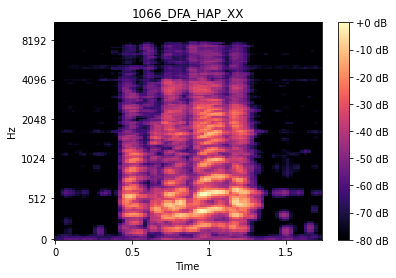 1066_DFA_HAP_XX
Hz
8192
4096
2048
1024
512
0
0
0.5
1
1.5
Time
+0 dB
-10 dB
-20 dB
-30 dB
-40 dB
-50 dB
-60 dB
-70 dB
-80 dB